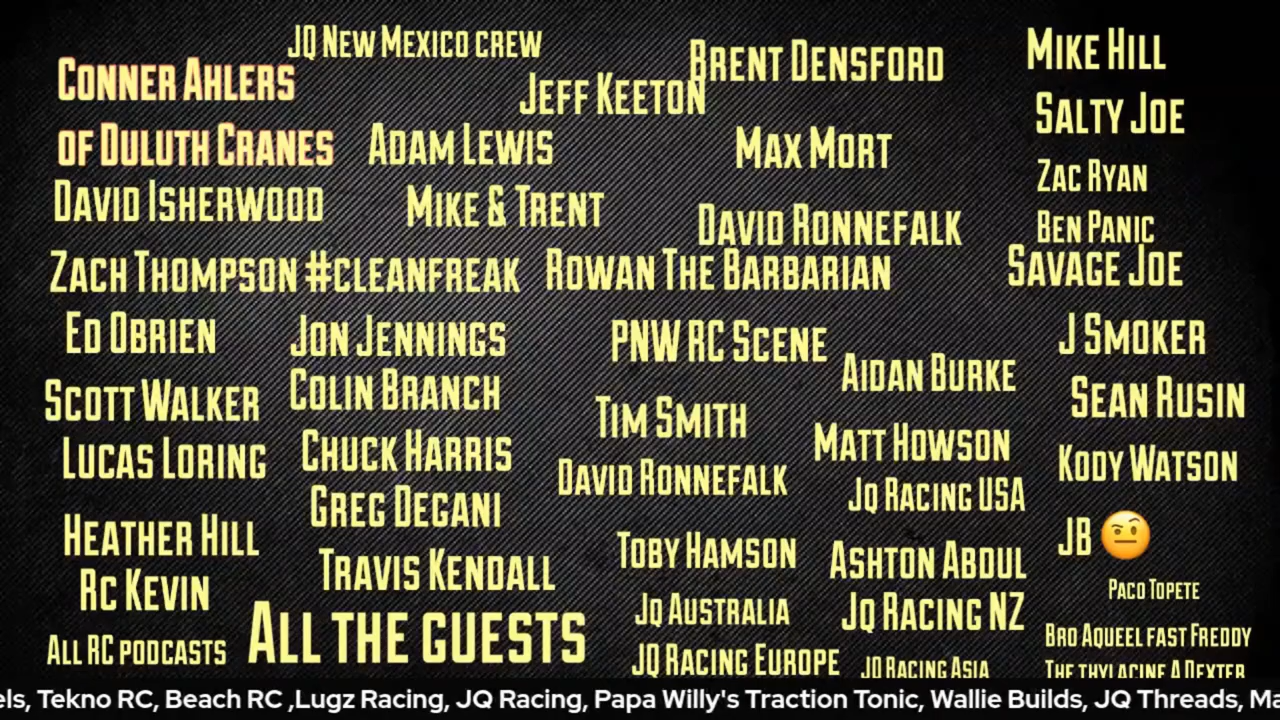 JQ New Mexico crew
Brent Densford
Mike Hill
Conner Ahlers
of Duluth Cranes
Jeff Keeton
Salty Joe
Adam Lewis
Max Mort
Zac Ryan
David Isherwood
Mike & Trent
David Ronnefalk
Ben Panic
Zach Thompson #cleanfreak
Rowan The Barbarian
Savage Joe
Ed Obrien
Jon Jennings
PNW RC Scene
J Smoker
Aidan Burke
Scott Walker
Colin Branch
Sean Rusin
Tim Smith
Lucas Loring
Chuck Harris
Matt Howson
Kody Watson
David Ronnefalk
Greg Degani
Jq Racing USA
Heather Hill
JB 🤨
Travis Kendall
Toby Hamson
Ashton Aboul
Rc Kevin
Paco Topete
All the guests
Jq Australia
Jq Racing NZ
All RC podcasts
Bro Aqueel fast Freddy
JQ Racing Europe
JQ Racing Asia
The thylacine A Dexter
els, Tekno RC, Beach RC ,Lugz Racing, JQ Racing, Papa Willy's Traction Tonic, Wallie Builds, JQ Threads, Ma